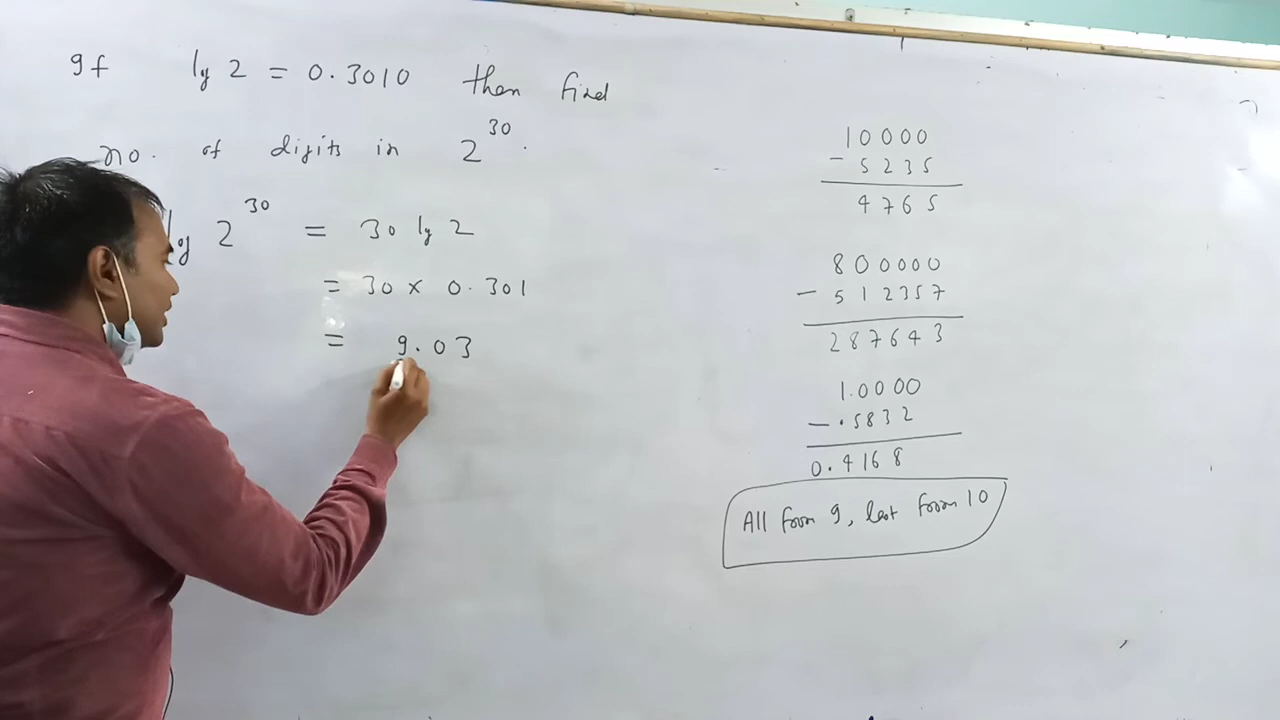 If log 2 = 0.3010 then find
no. of digits in 2^30.
log 2^30 = 30 log 2
= 30 × 0.301
= 9.03
10000
- 5235
4765
800000
- 512357
287643
1.0000
- .5832
0.4168
All from 9, last from 10